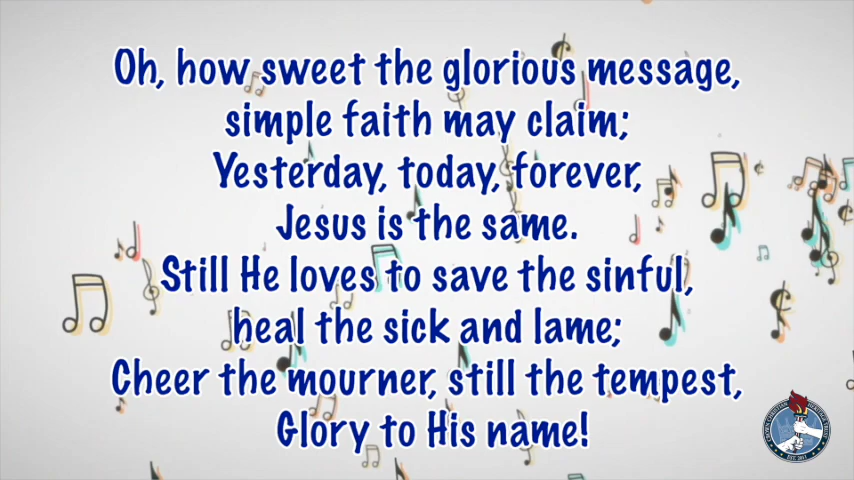 Oh, how sweet the glorious message,
simple faith may claim;
Yesterday, today, forever,
Jesus is the same.
Still He loves to save the sinful,
heal the sick and lame;
Cheer the mourner, still the tempest,
Glory to His name!
EST. 2011